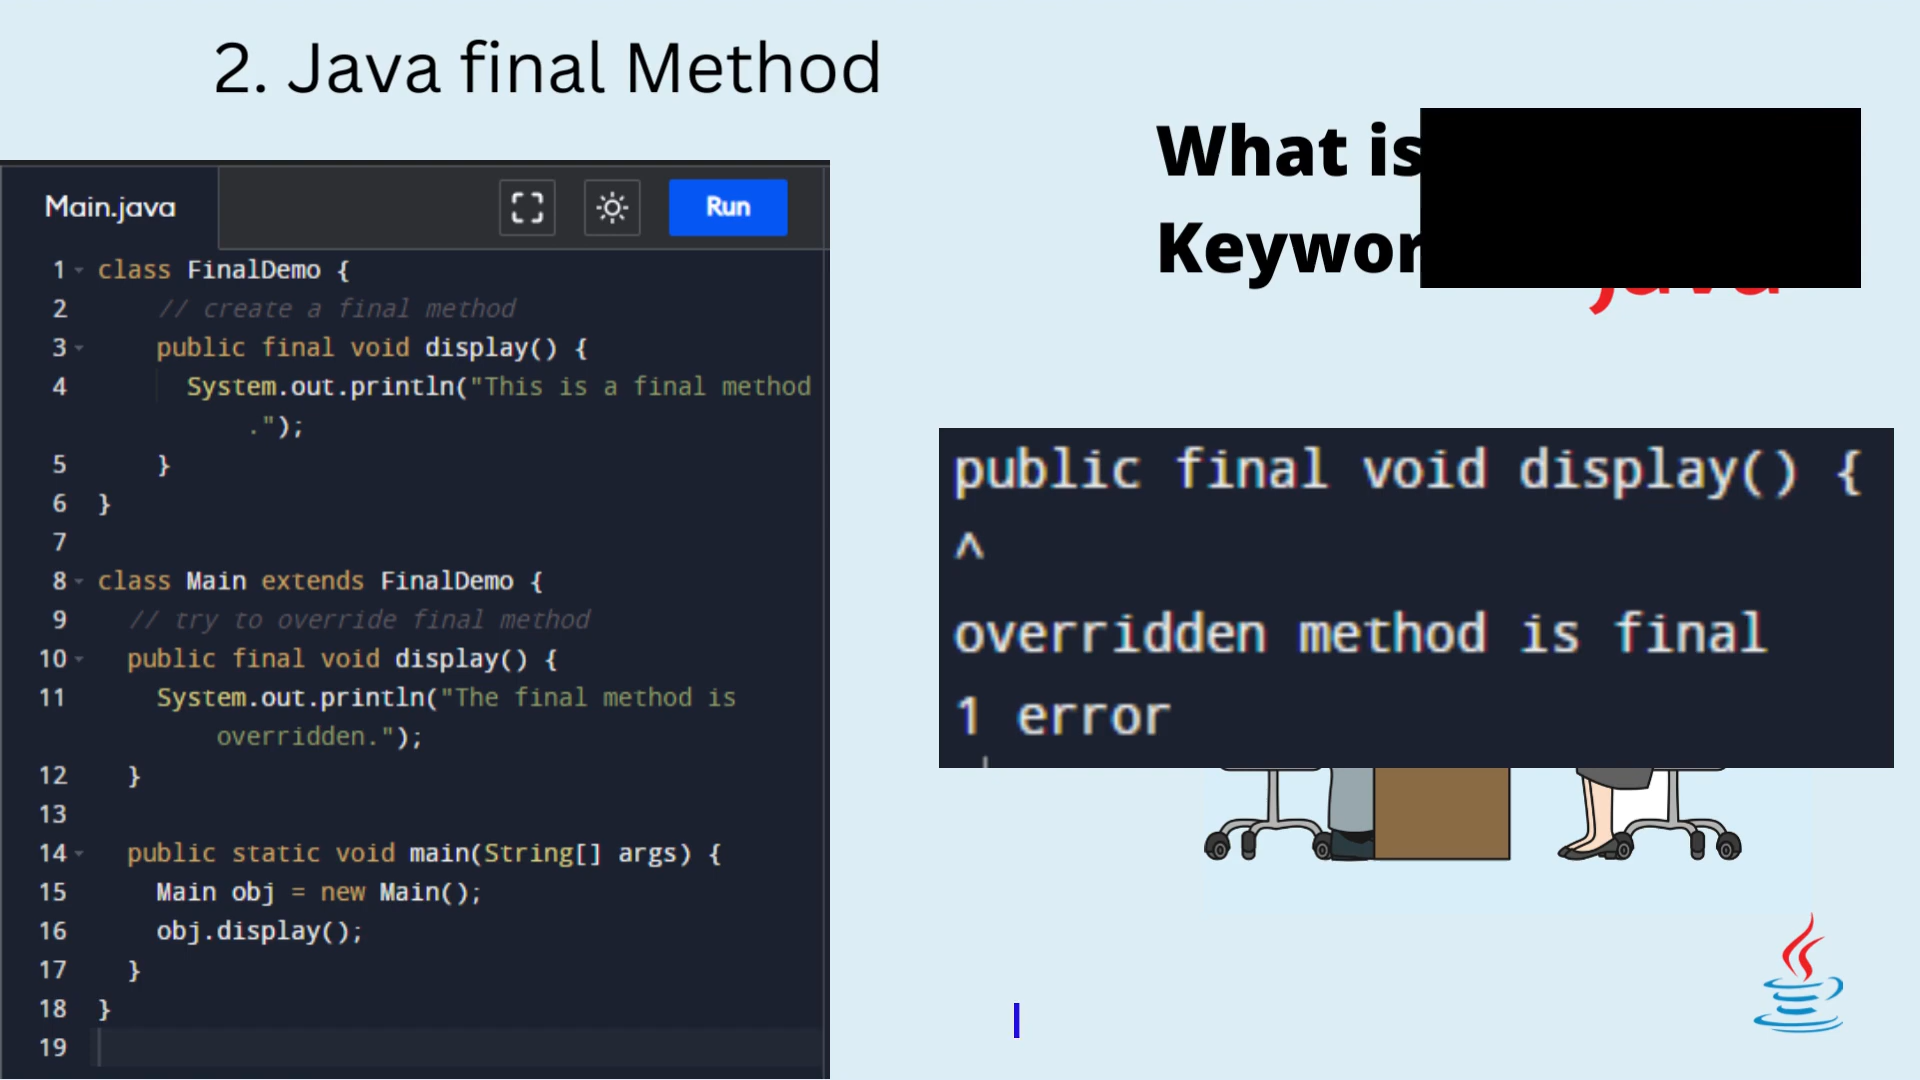 2. Java final Method
What is
Main.java
Run
1 class FinalDemo {
2 // create a final method
3 public final void display() {
4 System.out.println("This is a final method
.");
5 }
6 }
7
8 class Main extends FinalDemo {
9 // try to override final method
10 public final void display() {
11 System.out.println("The final method is
overridden.");
12 }
13
14 public static void main(String[] args) {
15 Main obj = new Main();
16 obj.display();
17 }
18 }
19
public final void display() {
^
overridden method is final
1 error